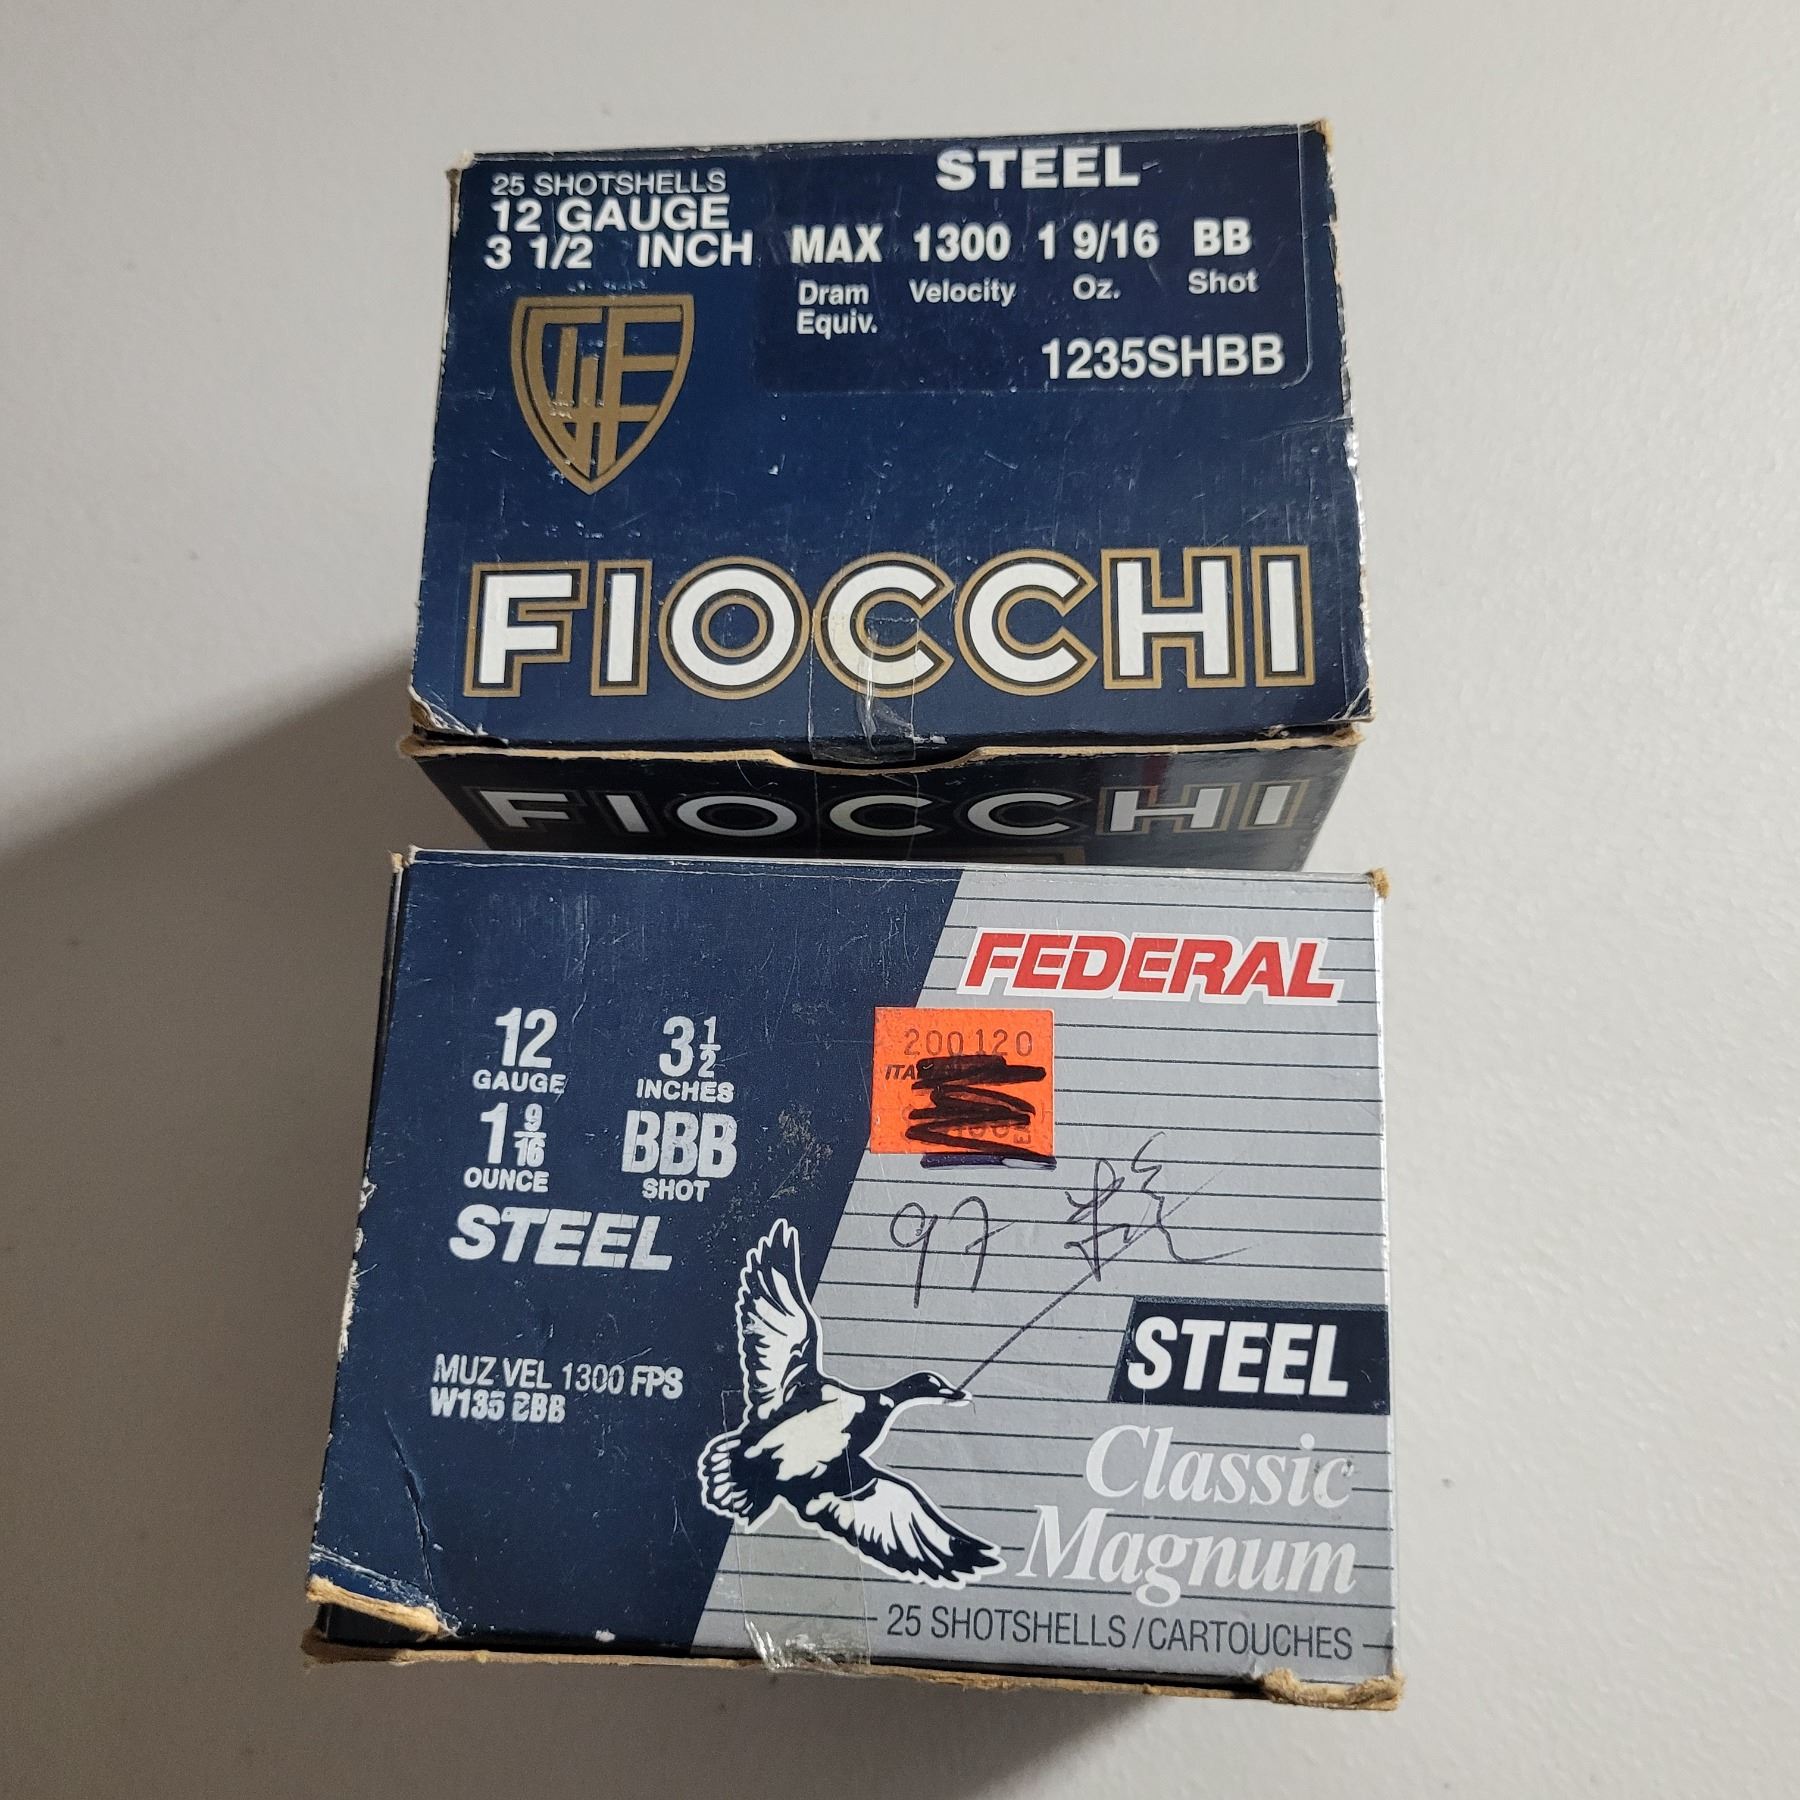 25 SHOTSHELLS
12 GAUGE
3 1/2 INCH
STEEL
MAX 1300 1 9/16 BB
Dram Equiv. Velocity Oz. Shot
1235SHBB
FIOCCHI
FIOCCHI
FEDERAL
12 GAUGE
3 1/2 INCHES
1 9/16 OUNCE
BBB SHOT
STEEL
MUZ VEL 1300 FPS
W135 BBB
200120
97
STEEL
Classic
Magnum
25 SHOTSHELLS/CARTOUCHES